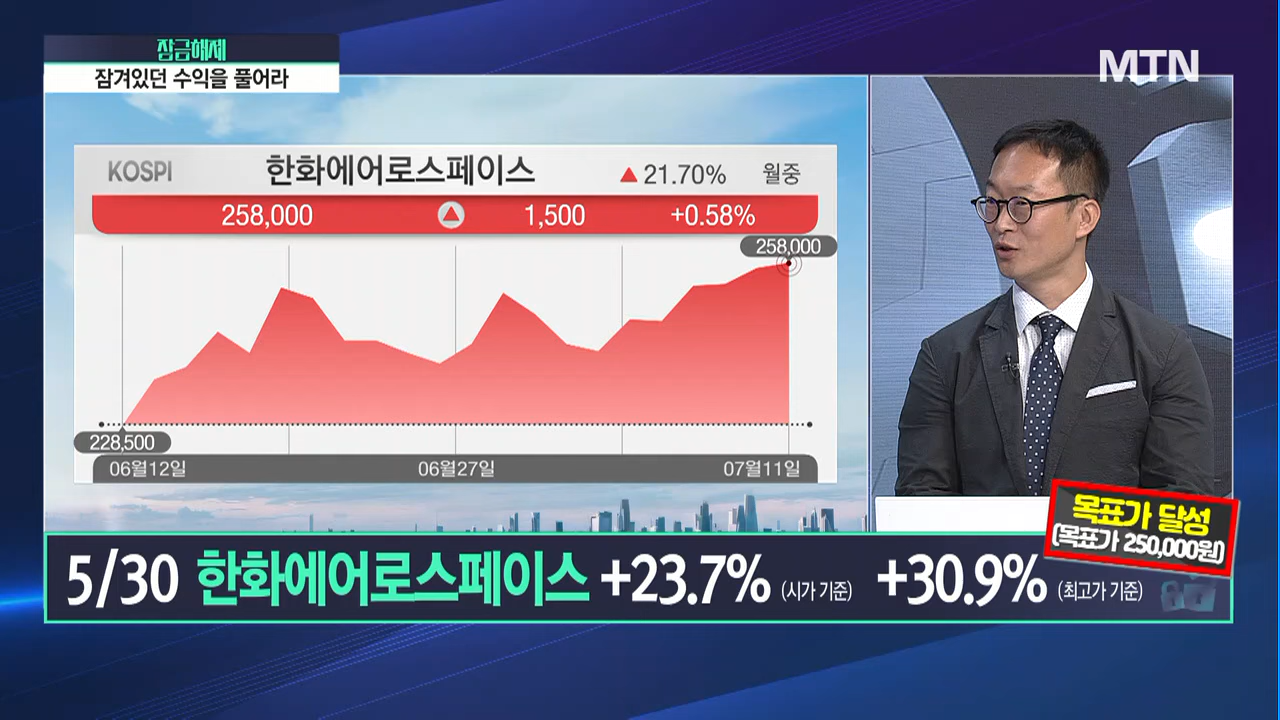 잠금해제
잠겨있던 수익을 풀어라
MTN
KOSPI 한화에어로스페이스 ▲ 21.70% 월중
258,000 ▲ 1,500 +0.58%
258,000
228,500
06월12일 06월27일 07월11일
목표가 달성
(목표가 250,000원)
5/30 한화에어로스페이스 +23.7% (시가 기준) +30.9% (최고가 기준)